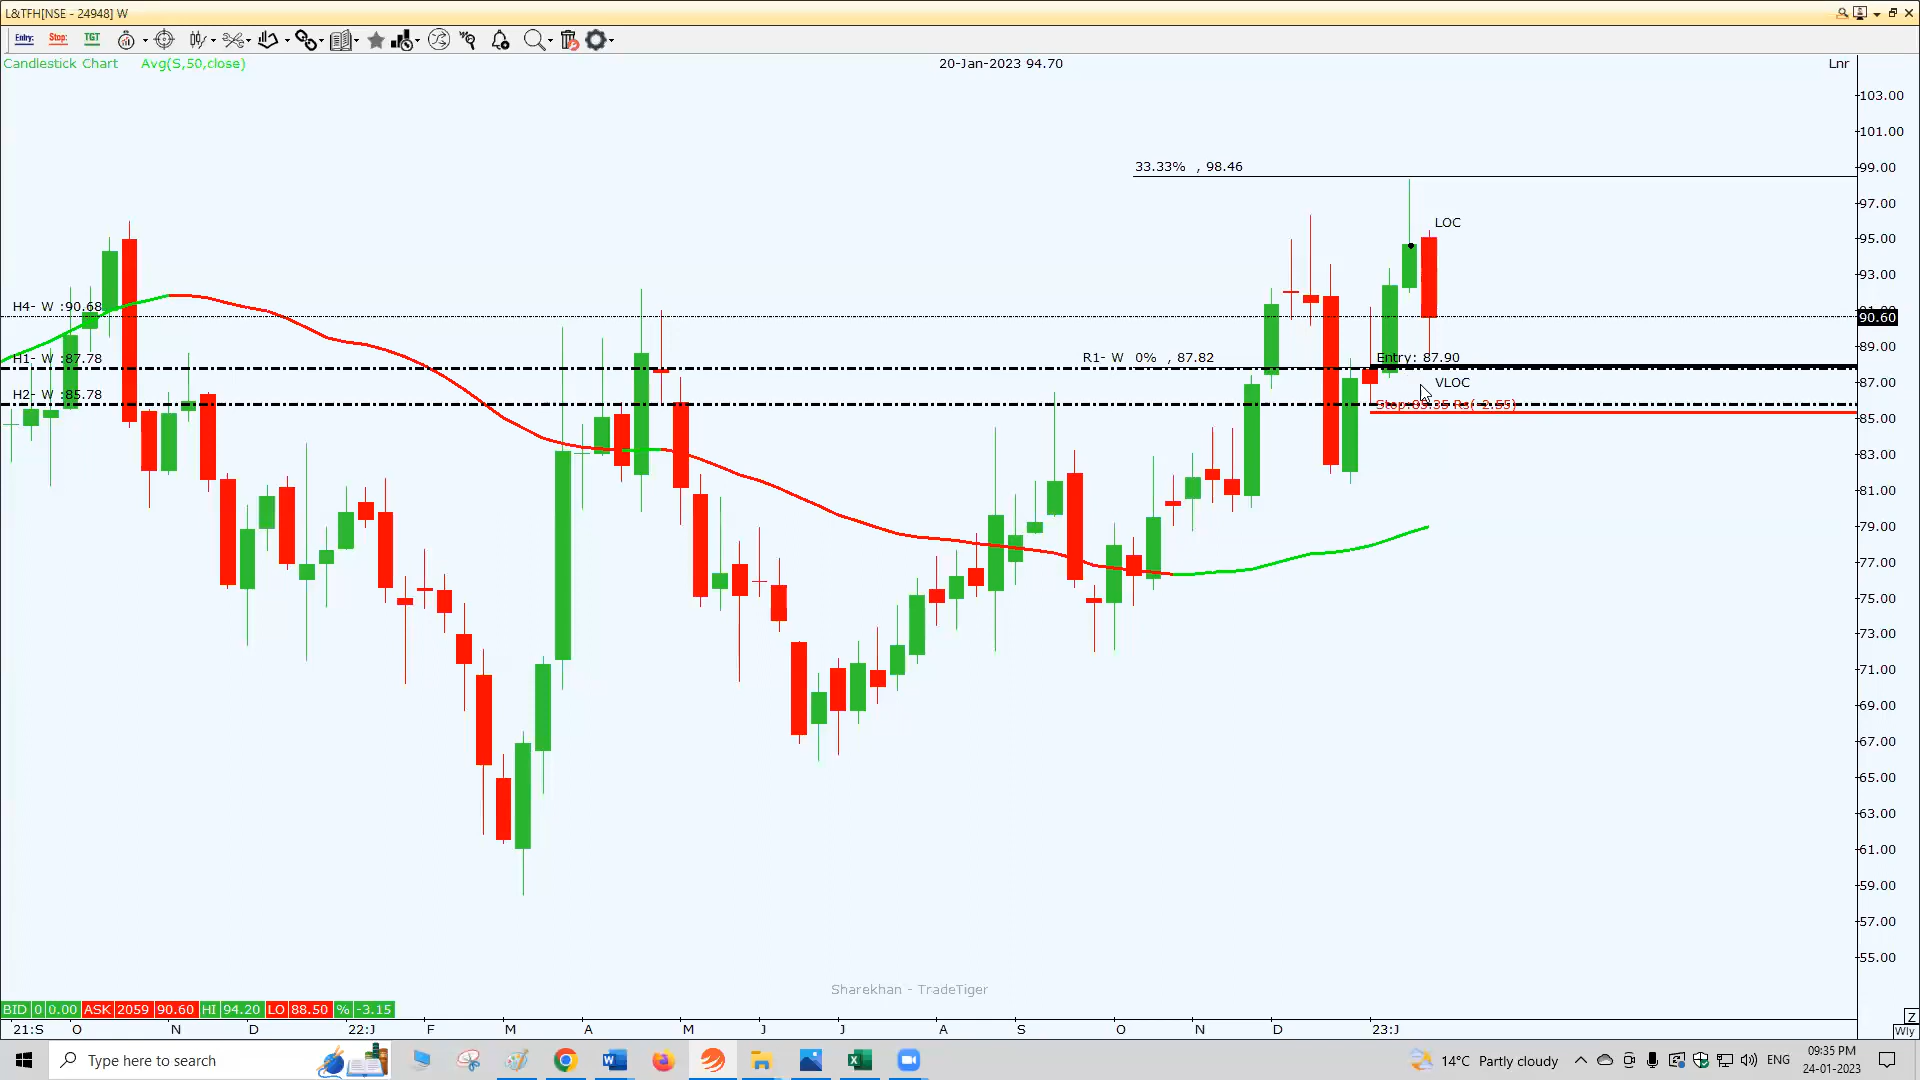 L&TFH[NSE - 24948] W
Entry: Stop: TGT
Candlestick Chart Avg(S,50,close) 20-Jan-2023 94.70 Lnr
103.00
101.00
33.33% , 98.46 99.00
97.00
LOC
95.00
93.00
H4- W :90.68
90.60
89.00
H1- W :87.78 R1- W 0% , 87.82 Entry: 87.90
VLOC 87.00
H2- W :85.78
Rs(-2.55)
85.00
83.00
81.00
79.00
77.00
75.00
73.00
71.00
69.00
67.00
65.00
63.00
61.00
59.00
57.00
55.00
Sharekhan - TradeTiger
BID 0 0.00 ASK 2059 90.60 HI 94.20 LO 88.50 % -3.15
Z
21:S O N D 22:J F M A M J J A S O N D 23:J Wly
Type here to search 14°C Partly cloudy ENG 09:35 PM
24-01-2023